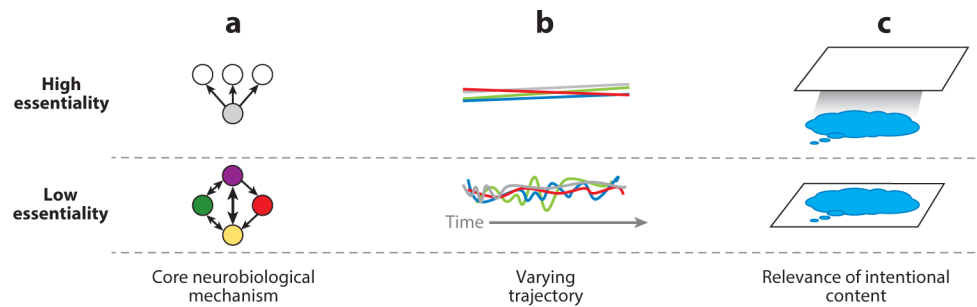 a
b
c
High
essentiality
Low
essentiality
Time
Core neurobiological
mechanism
Varying
trajectory
Relevance of intentional
content